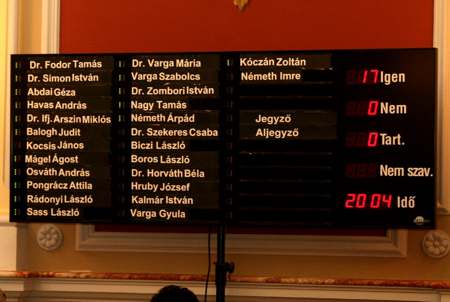 Dr. Fodor Tamás
Dr. Simon István
Abdai Géza
Havas András
Dr. Ifj. Arszin Miklós
Balogh Judit
Kocsis János
Mágel Ágost
Osváth András
Pongrácz Attila
Rádonyi László
Sass László
Dr. Varga Mária
Varga Szabolcs
Dr. Zombori István
Nagy Tamás
Németh Árpád
Dr. Szekeres Csaba
Biczi László
Boros László
Dr. Horváth Béla
Hruby József
Kalmár István
Varga Gyula
Kóczán Zoltán
Németh Imre
Jegyző
Aljegyző
17 Igen
0 Nem
0 Tart.
Nem szav.
20 04 Idő